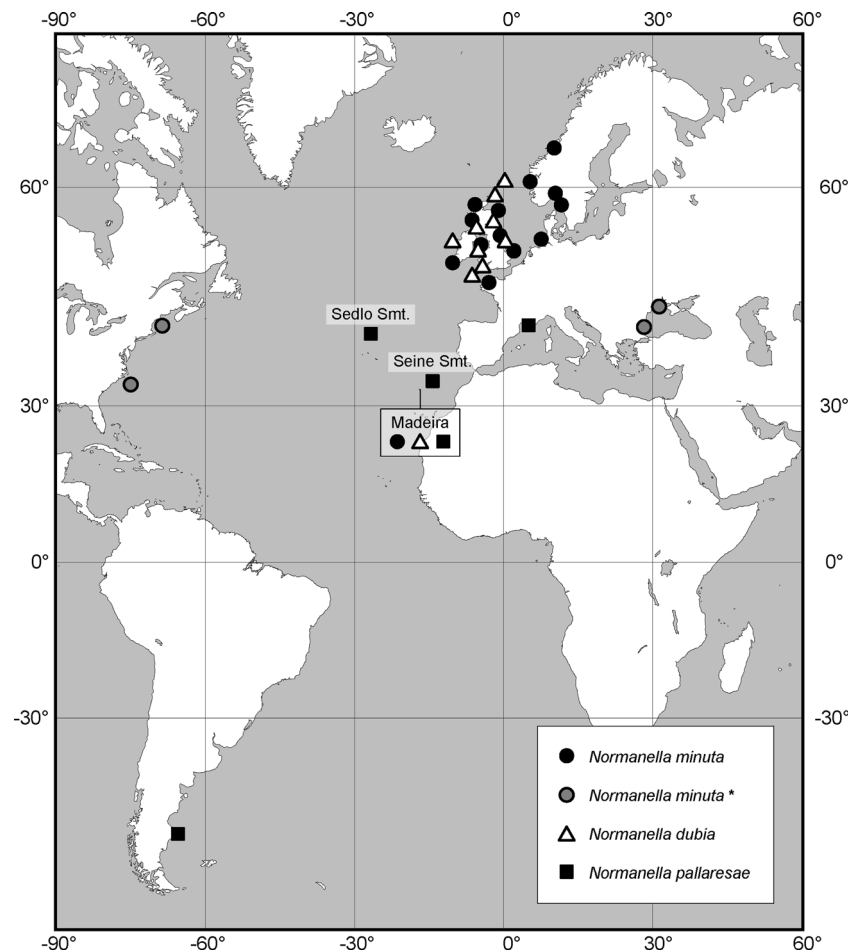 -90° -60° -30° 0° 30° 60°
60° 60°
Sedlo Smt.
Seine Smt.
30° 30°
Madeira
0° 0°
-30° -30°
Normanella minuta
Normanella minuta *
Normanella dubia
Normanella pallaresae
-90° -60° -30° 0° 30° 60°